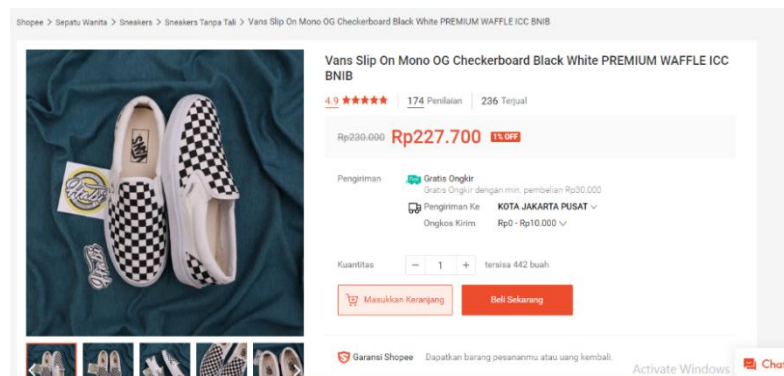 Shopee > Sepatu Wanita > Sneakers > Sneakers Tanpa Tali > Vans Slip On Mono OG Checkerboard Black White PREMIUM WAFFLE ICC BNIB
Vans Slip On Mono OG Checkerboard Black White PREMIUM WAFFLE ICC
BNIB
4.9 174 Penilaian 236 Terjual
Rp230.000 Rp227.700 1% OFF
Pengiriman Gratis Ongkir
Gratis Ongkir dengan min. pembelian Rp30.000
Pengiriman Ke KOTA JAKARTA PUSAT
Ongkos Kirim Rp0 - Rp10.000
Kuantitas − 1 + tersisa 442 buah
Masukkan Keranjang Beli Sekarang
Garansi Shopee Dapatkan barang pesananmu atau uang kembali.
Activate Windows
Chat
VANS